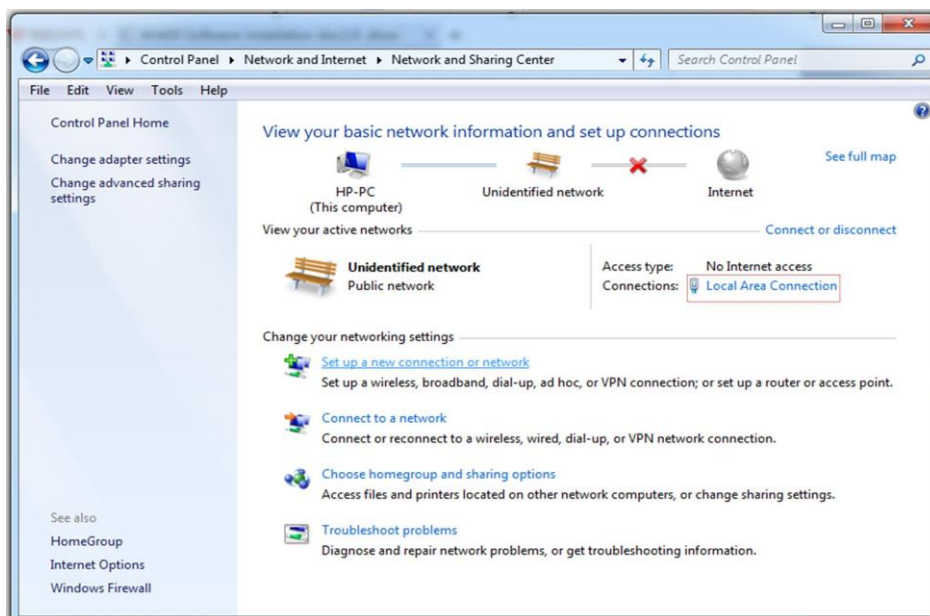 Control Panel Network and Internet Network and Sharing Center
Search Control Panel
File Edit View Tools Help
Control Panel Home
Change adapter settings
Change advanced sharing
settings
See also
HomeGroup
Internet Options
Windows Firewall
View your basic network information and set up connections
See full map
HP-PC
(This computer)
Unidentified network
Internet
View your active networks
Connect or disconnect
Unidentified network
Public network
Access type: No Internet access
Connections: Local Area Connection
Change your networking settings
Set up a new connection or network
Set up a wireless, broadband, dial-up, ad hoc, or VPN connection; or set up a router or access point.
Connect to a network
Connect or reconnect to a wireless, wired, dial-up, or VPN network connection.
Choose homegroup and sharing options
Access files and printers located on other network computers, or change sharing settings.
Troubleshoot problems
Diagnose and repair network problems, or get troubleshooting information.